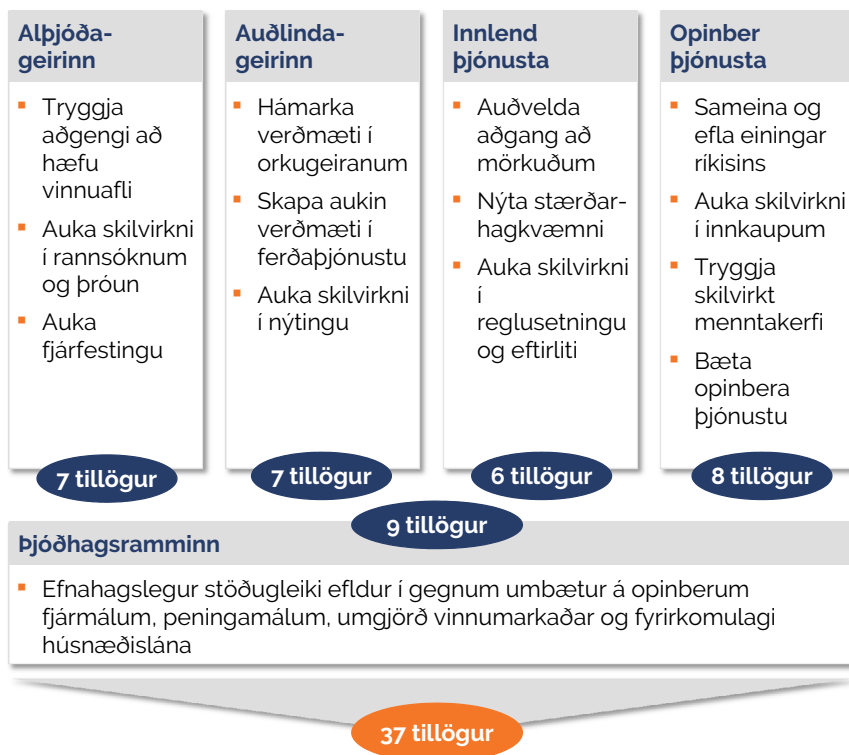 Alþjóða-
geirinn
Tryggja
aðgengi að
hæfu
vinnuafli
Auka skilvirkni
í rannsóknum
og þróun
Auka
fjárfestingu
7 tillögur
Auðlinda-
geirinn
Hámarka
verðmæti í
orkugeiranum
Skapa aukin
verðmæti í
ferðaþjónustu
Auka skilvirkni
í nýtingu
7 tillögur
Innlend
þjónusta
Auðvelda
aðgang að
mörkuðum
Nýta stærðar-
hagkvæmni
Auka skilvirkni
í
reglusetningu
og eftirliti
6 tillögur
Opinber
þjónusta
Sameina og
efla einingar
ríkisins
Auka skilvirkni
í innkaupum
Tryggja
skilvirkt
menntakerfi
Bæta
opinbera
þjónustu
8 tillögur
9 tillögur
Þjóðhagsramminn
Efnahagslegur stöðugleiki efldur í gegnum umbætur á opinberum
fjármálum, peningamálum, umgjörð vinnumarkaðar og fyrirkomulagi
húsnæðislána
37 tillögur